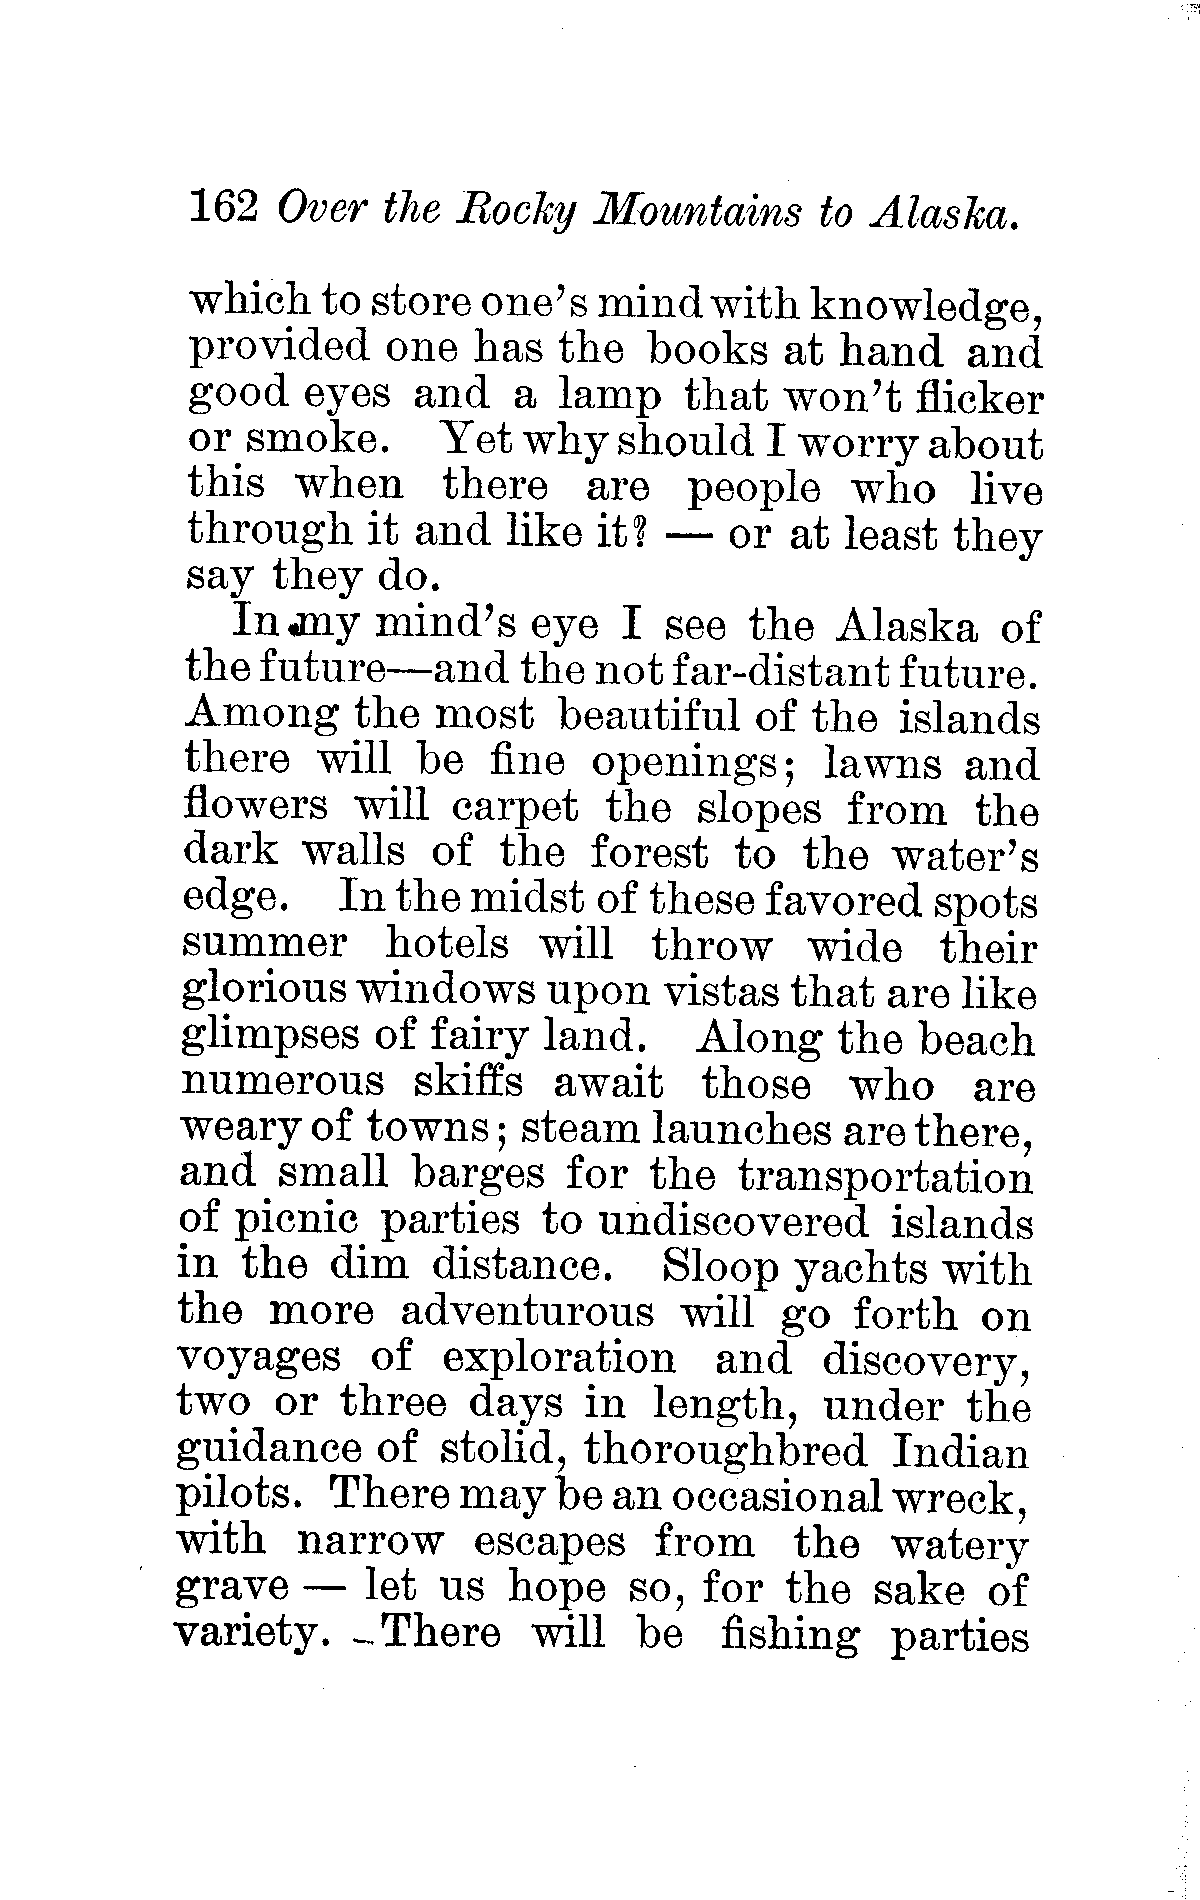 162 Over the Rocky Mountains to Alaska.
which to store one's mind with knowledge,
provided one has the books at hand and
good eyes and a lamp that won't flicker
or smoke. Yet why should I worry about
this when there are people who live
through it and like it? — or at least they
say they do.
In my mind's eye I see the Alaska of
the future—and the not far-distant future.
Among the most beautiful of the islands
there will be fine openings; lawns and
flowers will carpet the slopes from the
dark walls of the forest to the water's
edge. In the midst of these favored spots
summer hotels will throw wide their
glorious windows upon vistas that are like
glimpses of fairy land. Along the beach
numerous skiffs await those who are
weary of towns; steam launches are there,
and small barges for the transportation
of picnic parties to undiscovered islands
in the dim distance. Sloop yachts with
the more adventurous will go forth on
voyages of exploration and discovery,
two or three days in length, under the
guidance of stolid, thoroughbred Indian
pilots. There may be an occasional wreck,
with narrow escapes from the watery
grave — let us hope so, for the sake of
variety. There will be fishing parties